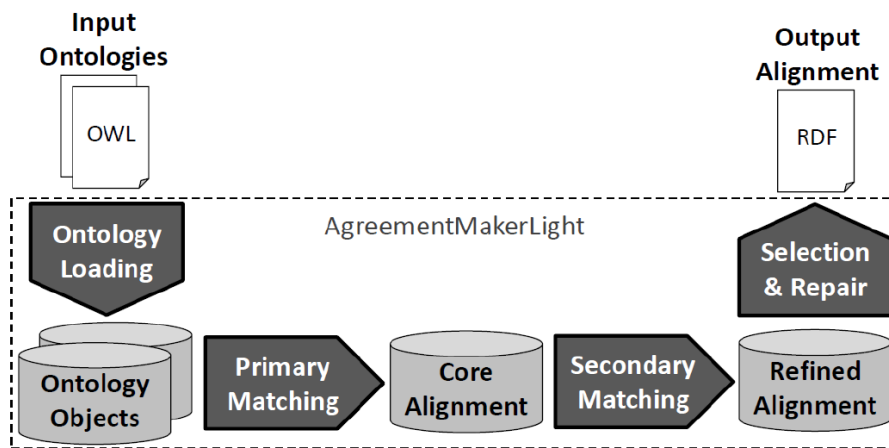 Input
Ontologies
OWL
Output
Alignment
RDF
AgreementMakerLight
Ontology
Loading
Selection
& Repair
Ontology
Objects
Primary
Matching
Core
Alignment
Secondary
Matching
Refined
Alignment